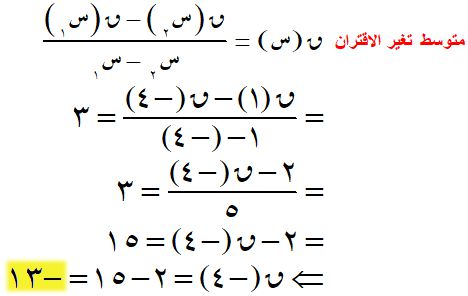 متوسط تغير الاقتران ق(س) = (ق(س٢) − ق(س١)) / (س٢ − س١)
= (ق(١) − ق(−٤)) / (١ − (−٤)) = ٣
= (٢ − ق(−٤)) / ٥ = ٣
= ٢ − ق(−٤) = ١٥
⇐ ق(−٤) = ٢ − ١٥ = −١٣